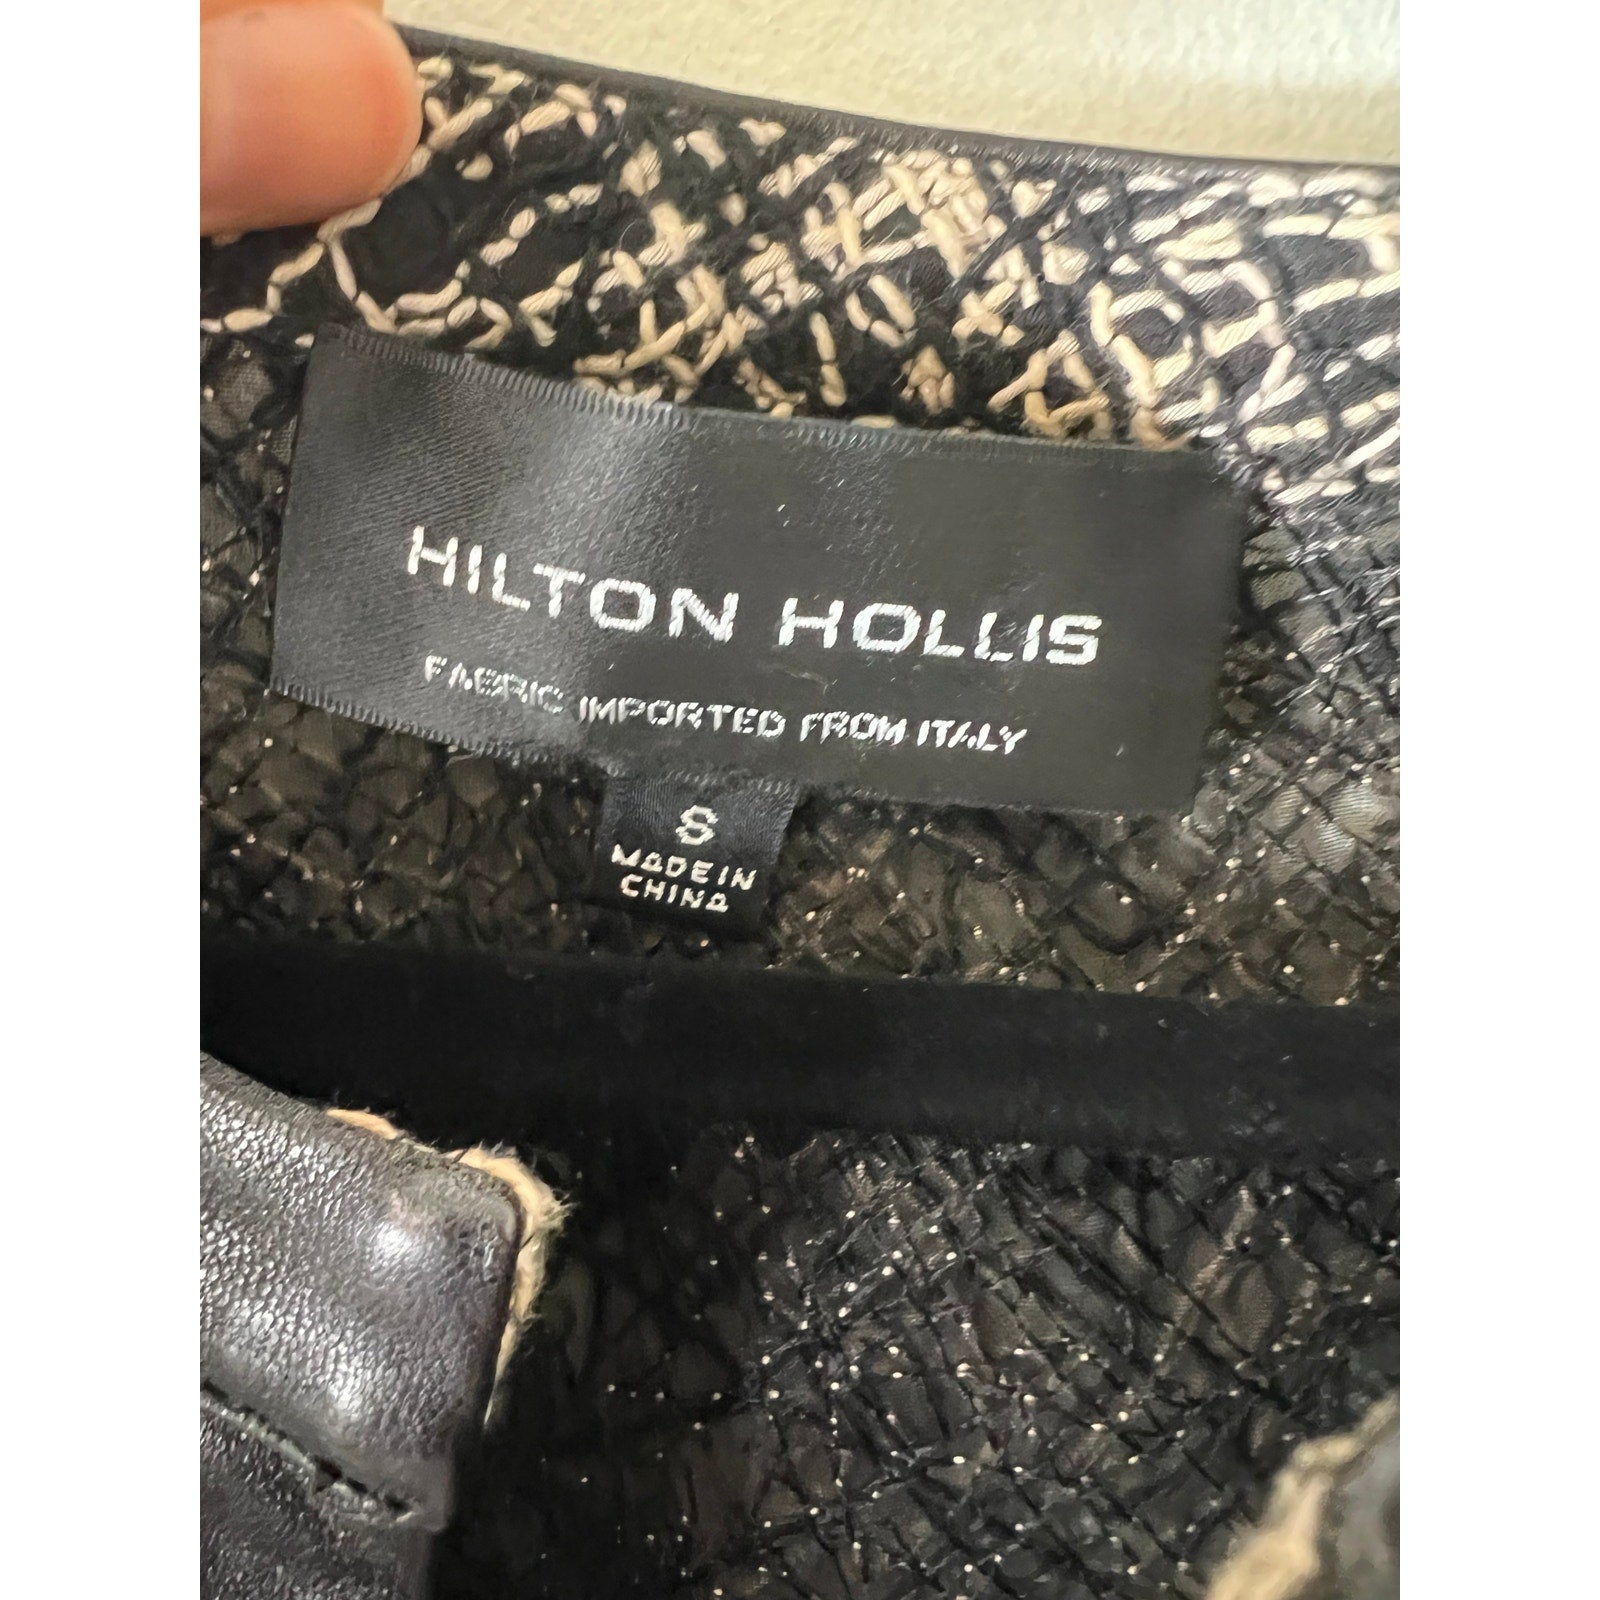 HILTON HOLLIS
FABRIC IMPORTED FROM ITALY
S
MADE IN
CHINA